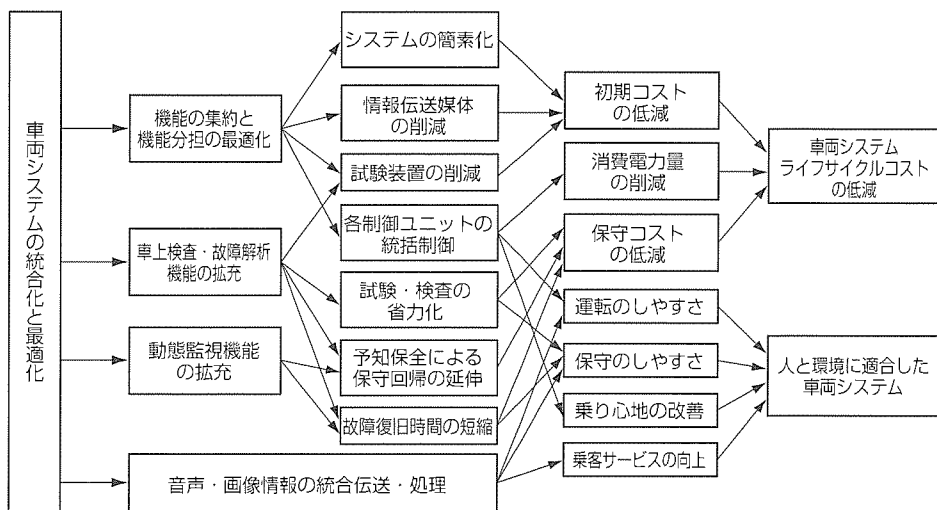 車両システムの統合化と最適化
機能の集約と
機能分担の最適化
車上検査・故障解析
機能の拡充
動態監視機能
の拡充
音声・画像情報の統合伝送・処理
システムの簡素化
情報伝送媒体
の削減
試験装置の削減
各制御ユニットの
統括制御
試験・検査の
省力化
予知保全による
保守回帰の延伸
故障復旧時間の短縮
初期コスト
の低減
消費電力量
の削減
保守コスト
の低減
運転のしやすさ
保守のしやすさ
乗り心地の改善
乗客サービスの向上
車両システム
ライフサイクルコスト
の低減
人と環境に適合した
車両システム